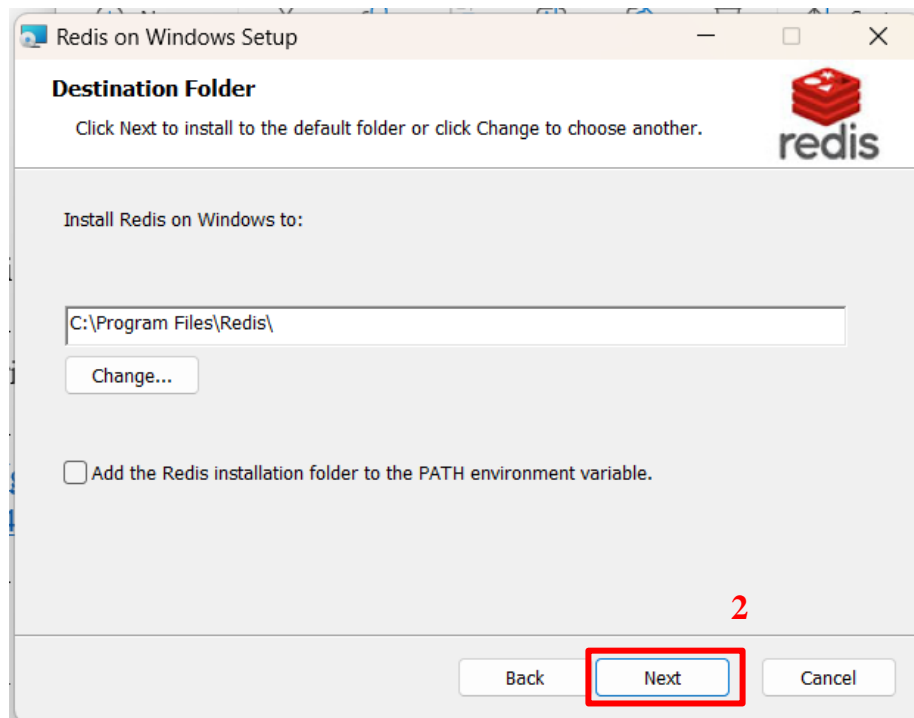 Redis on Windows Setup
Destination Folder
Click Next to install to the default folder or click Change to choose another.
redis
Install Redis on Windows to:
C:\Program Files\Redis\
Change...
Add the Redis installation folder to the PATH environment variable.
2
Back Next Cancel